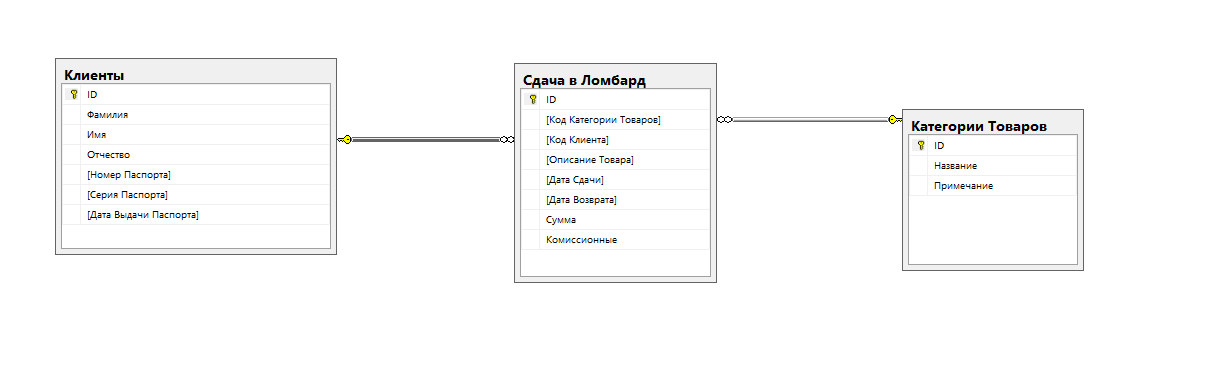 Клиенты
ID
Фамилия
Имя
Отчество
[Номер Паспорта]
[Серия Паспорта]
[Дата Выдачи Паспорта]
Сдача в Ломбард
ID
[Код Категории Товаров]
[Код Клиента]
[Описание Товара]
[Дата Сдачи]
[Дата Возврата]
Сумма
Комиссионные
Категории Товаров
ID
Название
Примечание